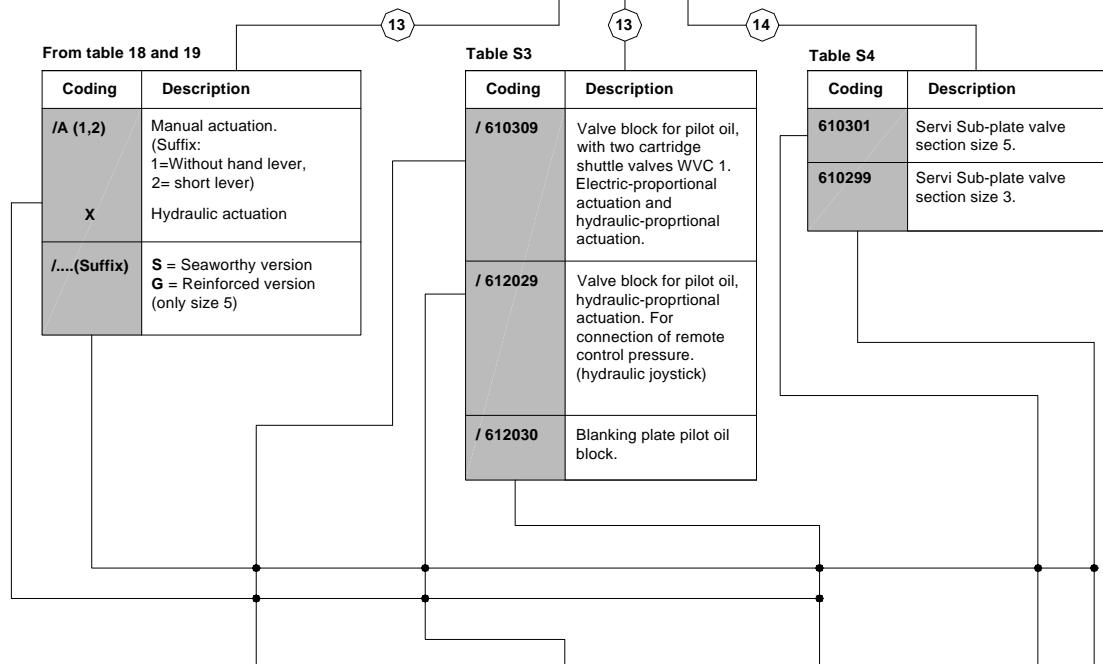 13
13
14
From table 18 and 19
Coding
Description
/A (1,2)
Manual actuation.
(Suffix:
1=Without hand lever,
2= short lever)
X
Hydraulic actuation
/....(Suffix)
S = Seaworthy version
G = Reinforced version
(only size 5)
Table S3
Coding
Description
/ 610309
Valve block for pilot oil,
with two cartridge
shuttle valves WVC 1.
Electric-proportional
actuation and
hydraulic-proprtional
actuation.
/ 612029
Valve block for pilot oil,
hydraulic-proprtional
actuation. For
connection of remote
control pressure.
(hydraulic joystick)
/ 612030
Blanking plate pilot oil
block.
Table S4
Coding
Description
610301
Servi Sub-plate valve
section size 5.
610299
Servi Sub-plate valve
section size 3.